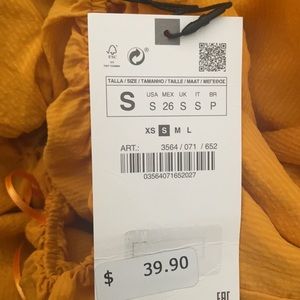 FSC
TALLA / SIZE / TAMANHO / TAILLE / MAAT / ΜΕΓΕΘΟΣ
S
USA MEX UK IT BR
S 26 S S P
XS S M L
ART.: 3564 / 071 / 652
03564071652027
$ 39.90
EAC